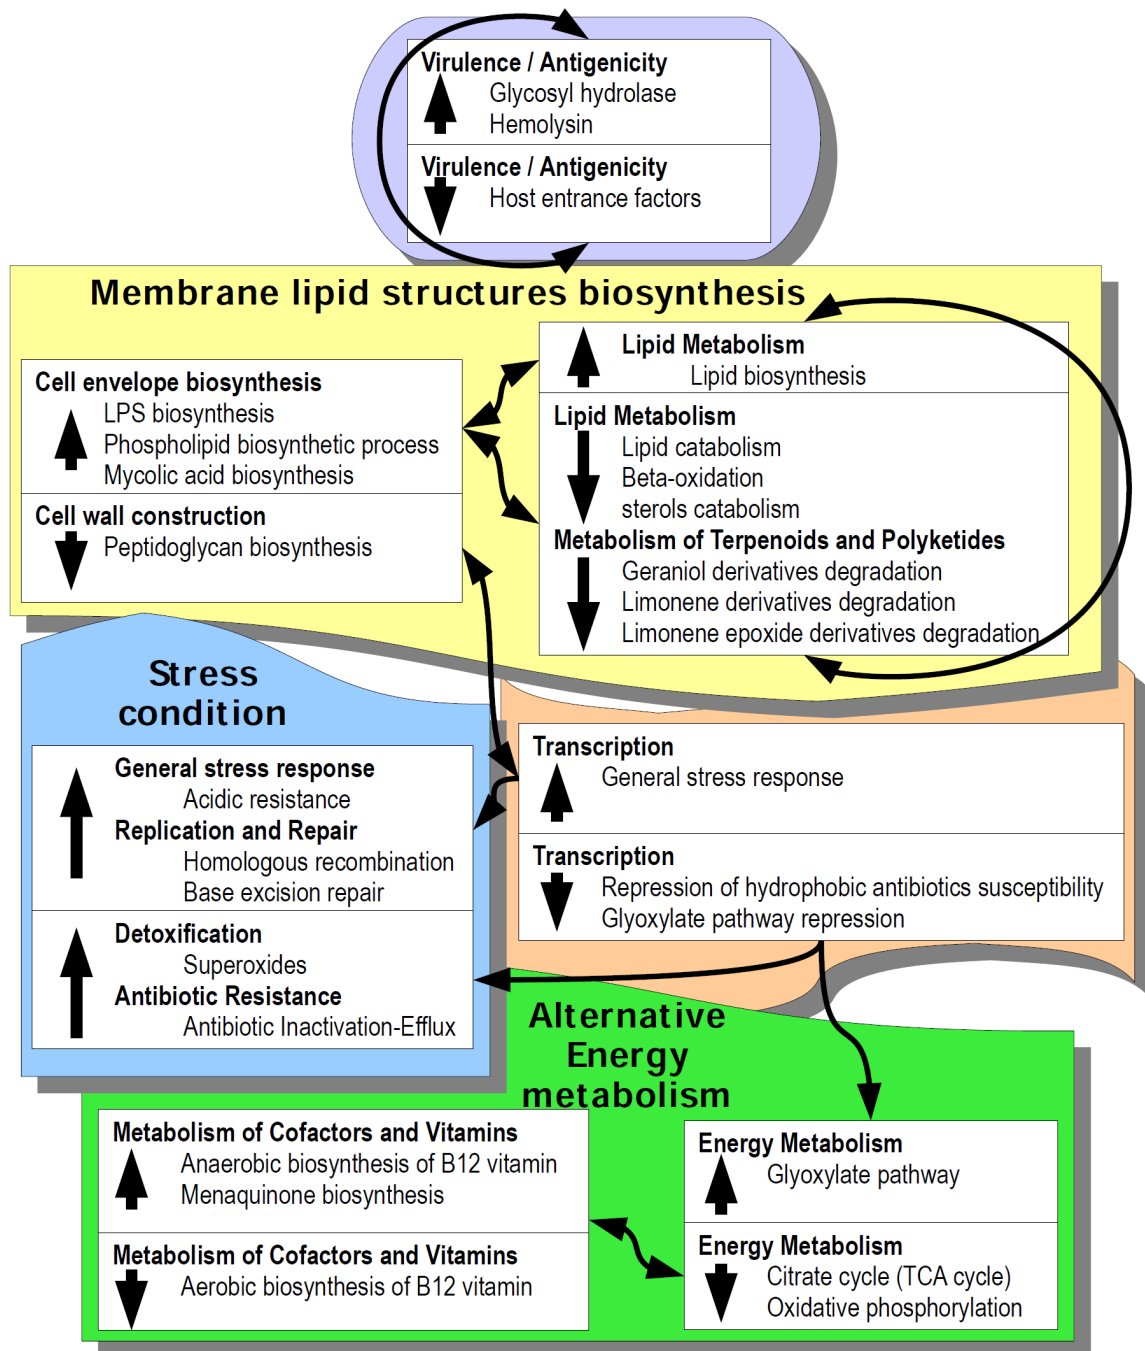 Virulence / Antigenicity
Glycosyl hydrolase
Hemolysin
Virulence / Antigenicity
Host entrance factors
Membrane lipid structures biosynthesis
Cell envelope biosynthesis
LPS biosynthesis
Phospholipid biosynthetic process
Mycolic acid biosynthesis
Cell wall construction
Peptidoglycan biosynthesis
Lipid Metabolism
Lipid biosynthesis
Lipid Metabolism
Lipid catabolism
Beta-oxidation
sterols catabolism
Metabolism of Terpenoids and Polyketides
Geraniol derivatives degradation
Limonene derivatives degradation
Limonene epoxide derivatives degradation
Stress
condition
General stress response
Acidic resistance
Replication and Repair
Homologous recombination
Base excision repair
Detoxification
Superoxides
Antibiotic Resistance
Antibiotic Inactivation-Efflux
Transcription
General stress response
Transcription
Repression of hydrophobic antibiotics susceptibility
Glyoxylate pathway repression
Alternative
Energy
metabolism
Metabolism of Cofactors and Vitamins
Anaerobic biosynthesis of B12 vitamin
Menaquinone biosynthesis
Metabolism of Cofactors and Vitamins
Aerobic biosynthesis of B12 vitamin
Energy Metabolism
Glyoxylate pathway
Energy Metabolism
Citrate cycle (TCA cycle)
Oxidative phosphorylation